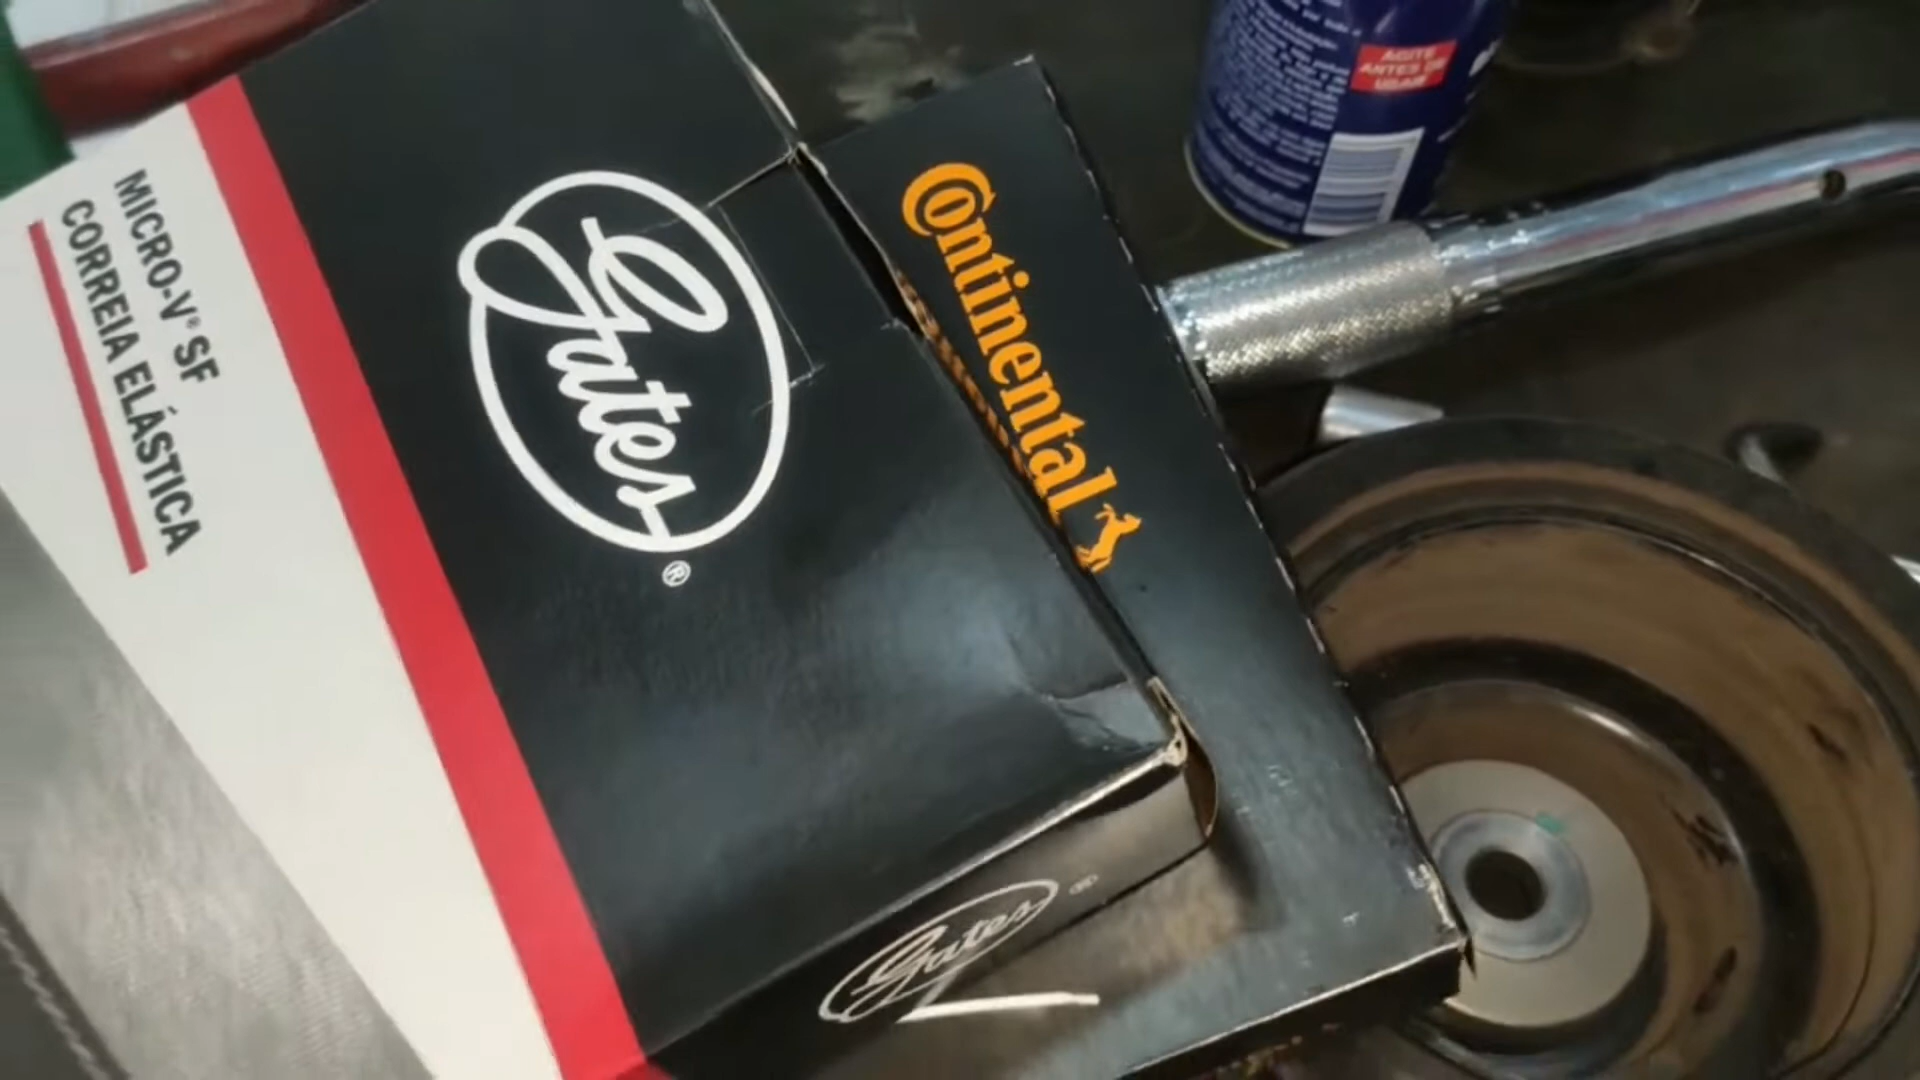 MICRO-V® SF
CORREIA ELÁSTICA
Gates
®
Continental
Gates
AGITE
ANTES DE
USAR